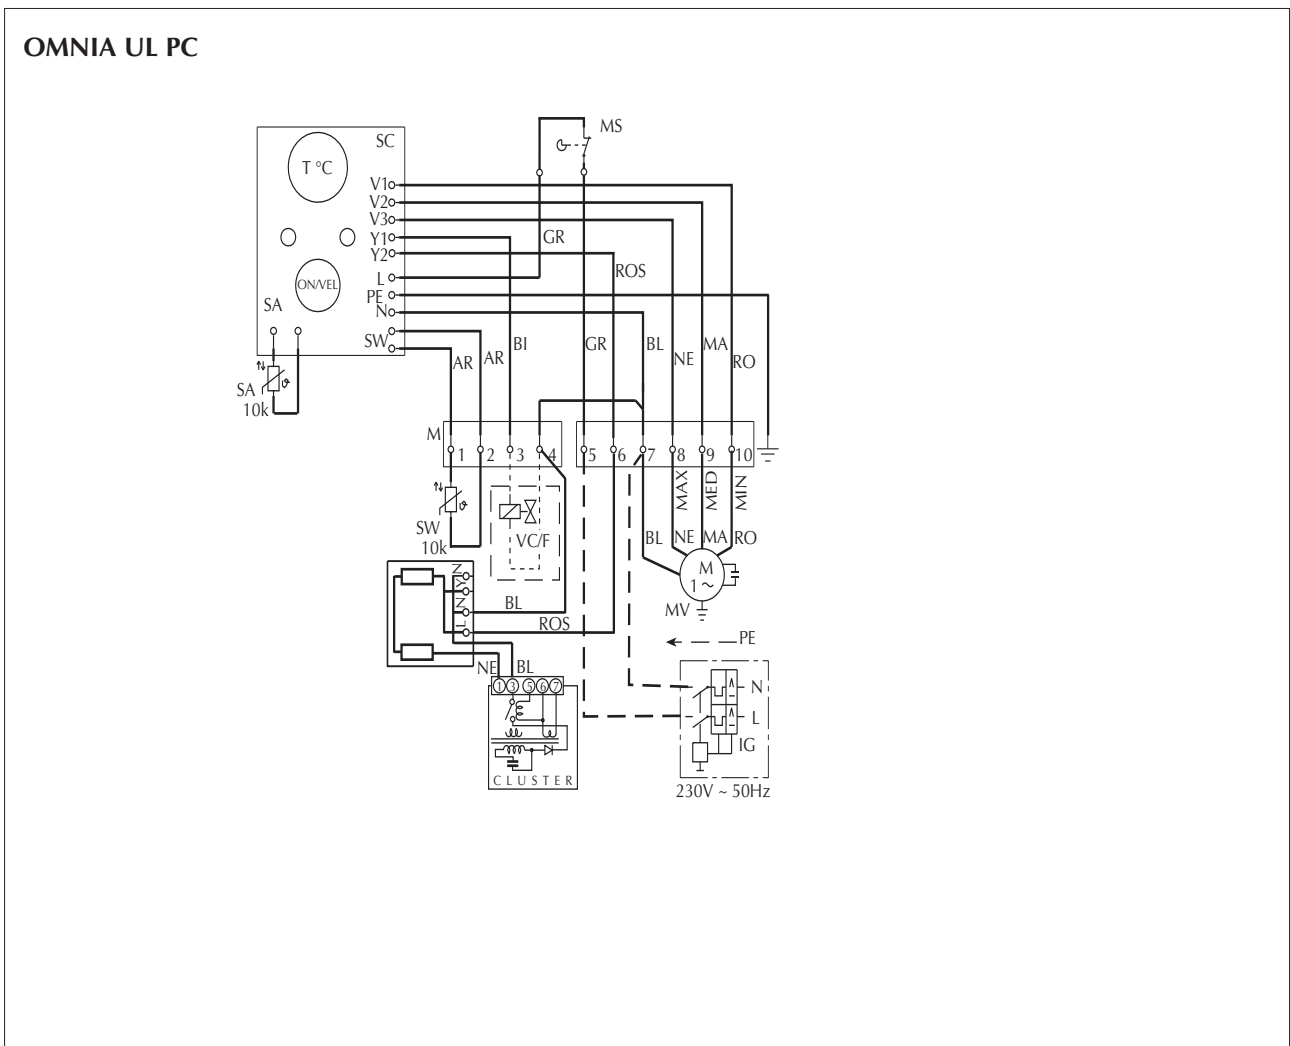 OMNIA UL PC
MS
SC
T °C
V1
V2
V3
Y1
GR
Y2
ROS
L
ON/VEL
PE
SA
N
SW
BI
GR
BL
MA
AR
AR
NE
RO
SA
10k
M
1
2
3
4
5
6
7
8
9
10
MAX
MED
MIN
SW
10k
VC/F
BL
NE
MA
RO
M
1 ~
N
Y
N
L
BL
MV
ROS
PE
NE
BL
1
3
5
6
7
N
L
IG
CLUSTER
230V ~ 50Hz